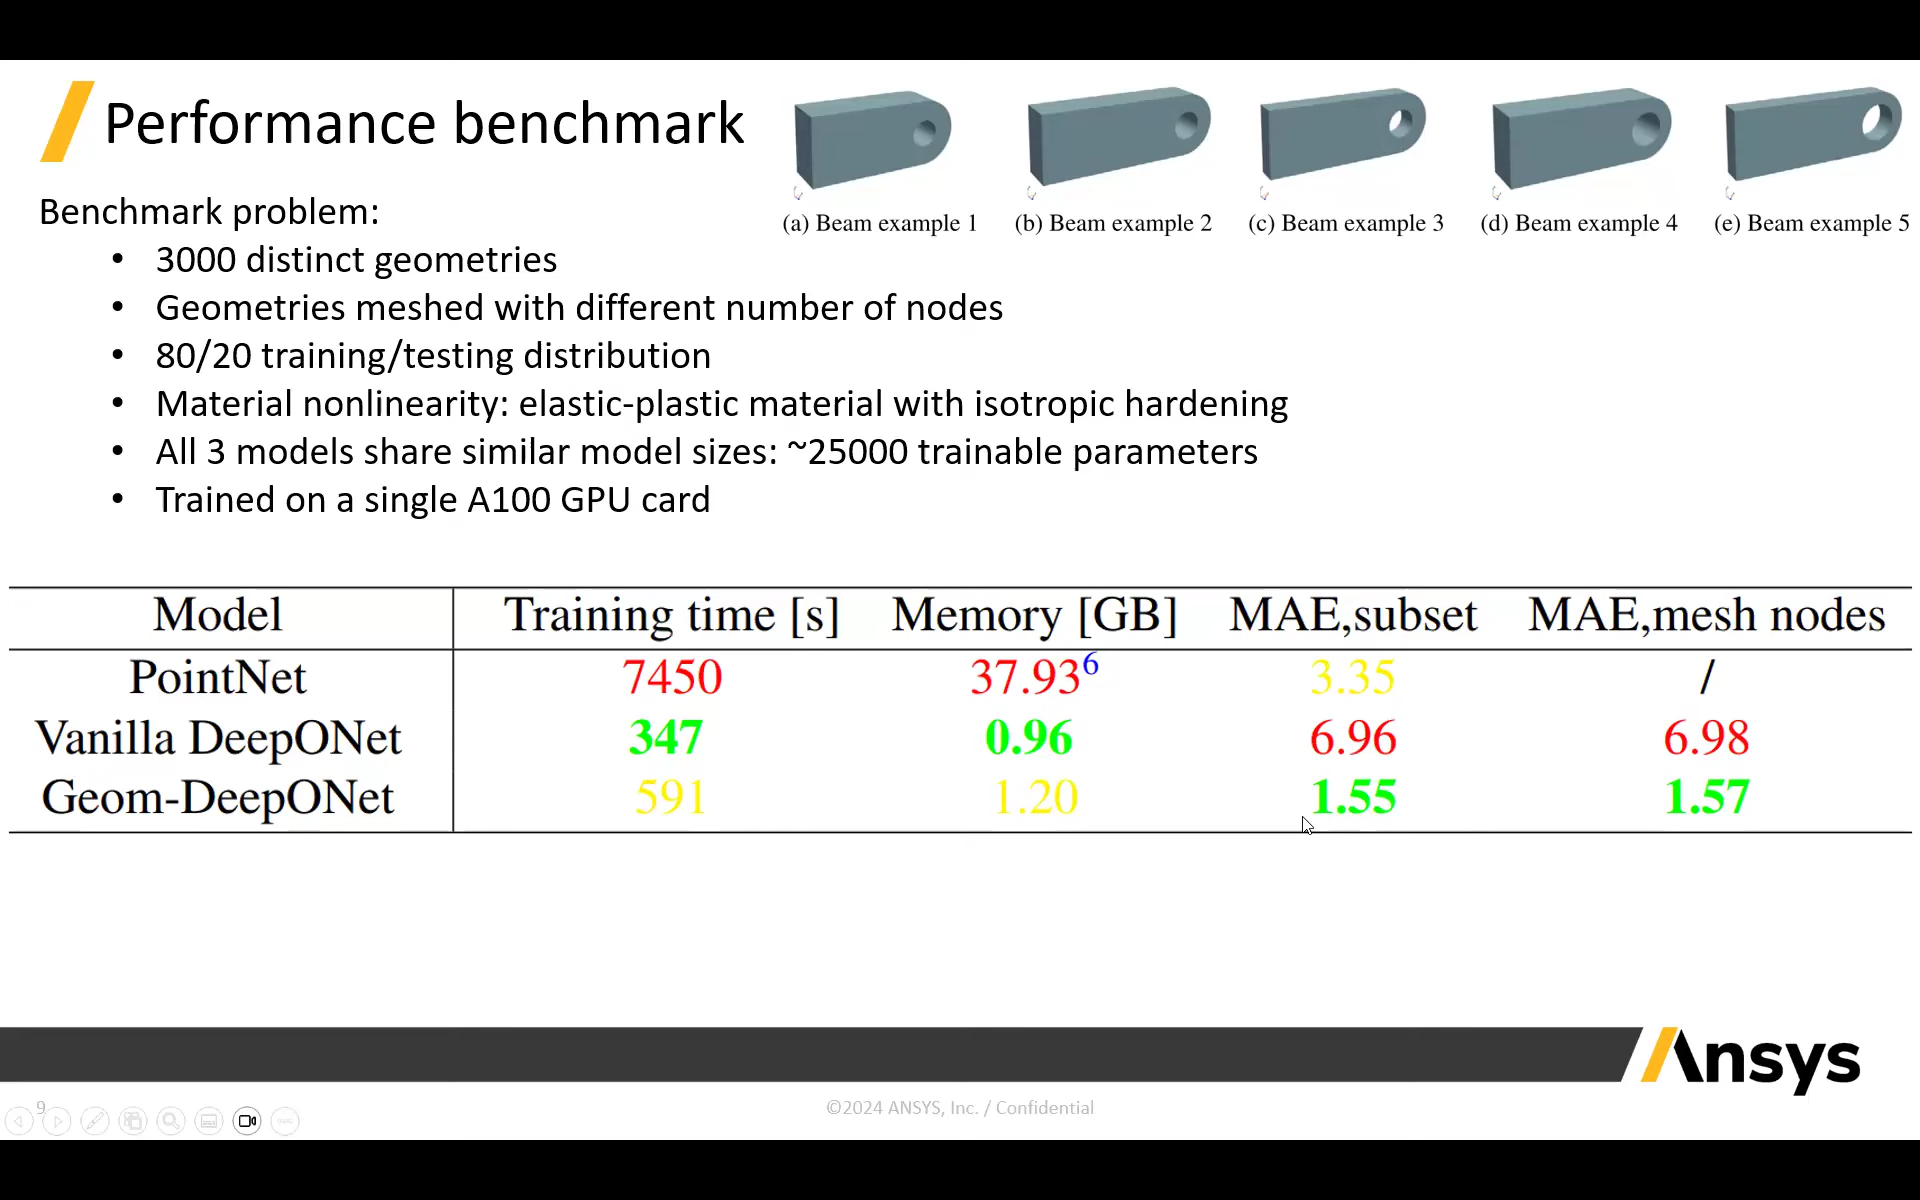 Performance benchmark
(a) Beam example 1
(b) Beam example 2
(c) Beam example 3
(d) Beam example 4
(e) Beam example 5
Benchmark problem:
• 3000 distinct geometries
• Geometries meshed with different number of nodes
• 80/20 training/testing distribution
• Material nonlinearity: elastic-plastic material with isotropic hardening
• All 3 models share similar model sizes: ~25000 trainable parameters
• Trained on a single A100 GPU card
Model Training time [s] Memory [GB] MAE,subset MAE,mesh nodes
PointNet 7450 37.93⁶ 3.35 /
Vanilla DeepONet 347 0.96 6.96 6.98
Geom-DeepONet 591 1.20 1.55 1.57
Ansys
9
©2024 ANSYS, Inc. / Confidential